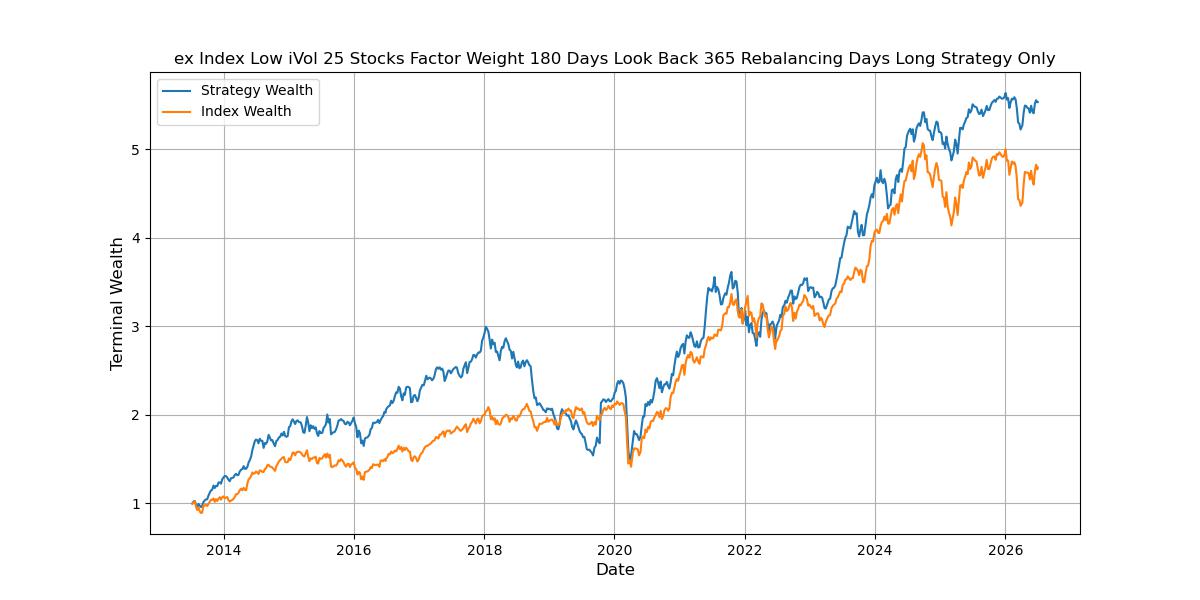 ex Index Low iVol 25 Stocks Factor Weight 180 Days Look Back 365 Rebalancing Days Long Strategy Only
Strategy Wealth
Index Wealth
Terminal Wealth
5
4
3
2
1
2014 2016 2018 2020 2022 2024 2026
Date